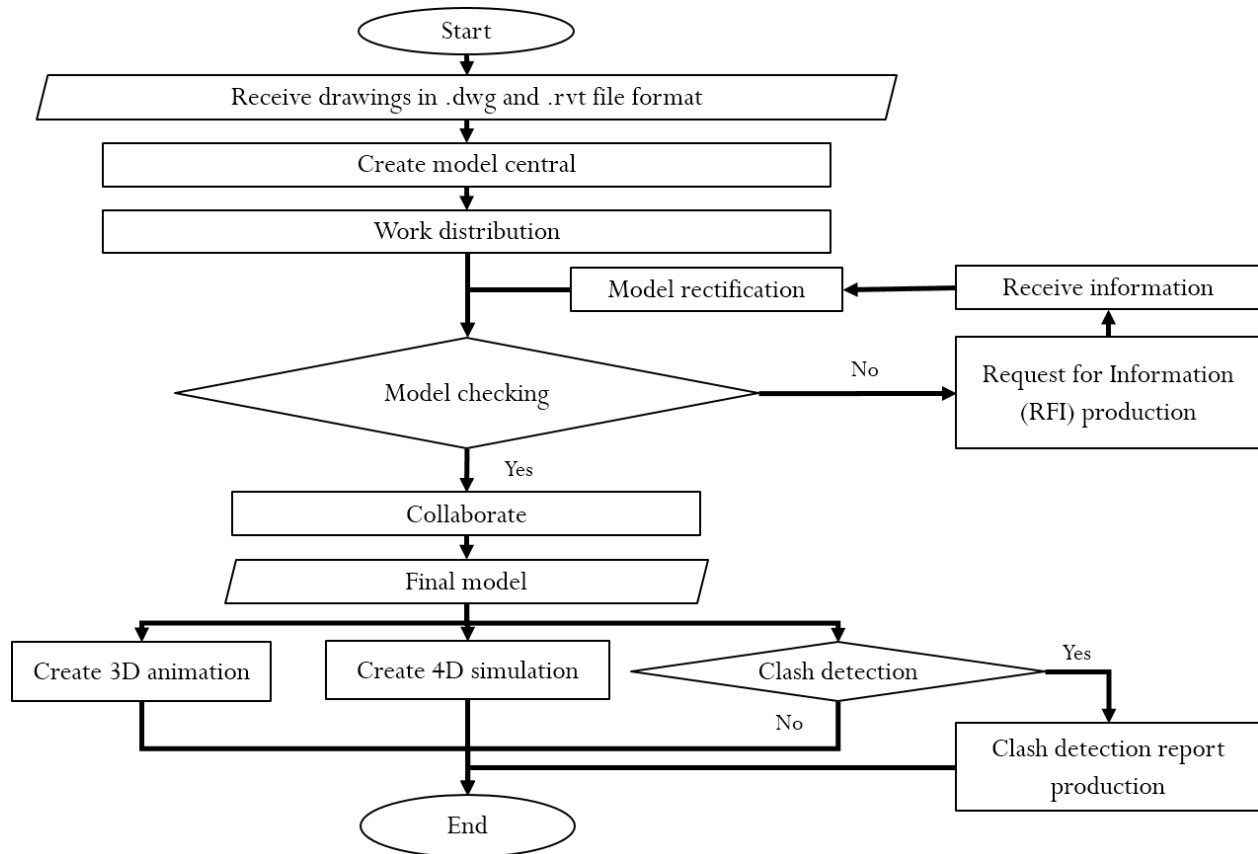 Start
Receive drawings in .dwg and .rvt file format
Create model central
Work distribution
Model rectification
Receive information
Model checking
No
Request for Information
(RFI) production
Yes
Collaborate
Final model
Create 3D animation
Create 4D simulation
Clash detection
Yes
No
Clash detection report
production
End